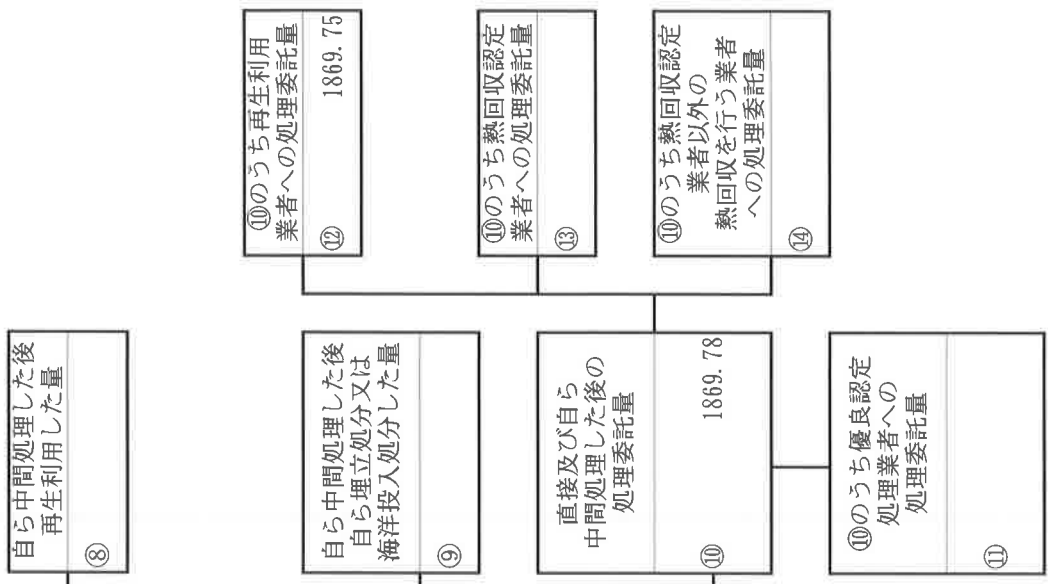 自ら中間処理した後
再生利用した量
⑧
自ら中間処理した後
自ら埋立処分又は
海洋投入処分した量
⑨
直接及び自ら
中間処理した後の
処理委託量
⑩ 1869.78
⑩のうち優良認定
処理業者への
処理委託量
⑪
⑩のうち再生利用
業者への処理委託量
⑫ 1869.75
⑩のうち熱回収認定
業者への処理委託量
⑬
⑩のうち熱回収認定
業者以外の
熱回収を行う業者
への処理委託量
⑭